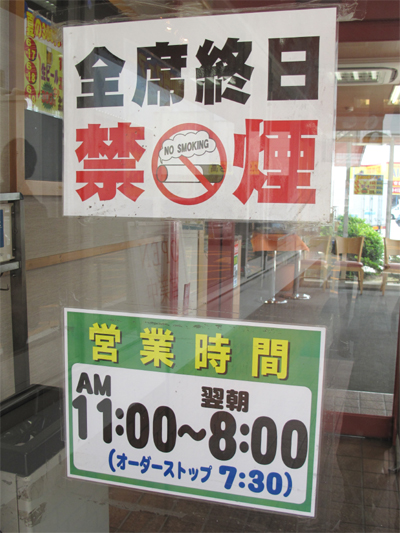 全席終日
禁煙
NO SMOKING
営業時間
AM 翌朝
11:00～8:00
(オーダーストップ 7:30)